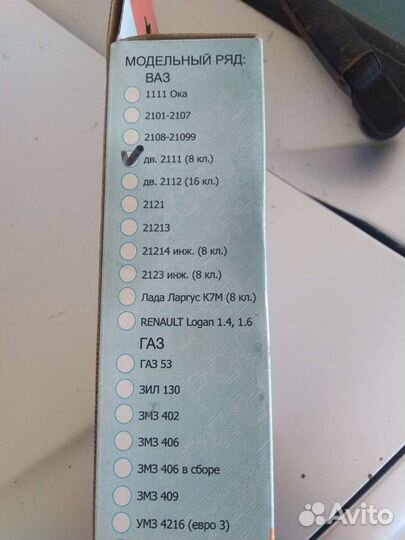 МОДЕЛЬНЫЙ РЯД:
ВАЗ
1111 Ока
2101-2107
2108-21099
дв. 2111 (8 кл.)
дв. 2112 (16 кл.)
2121
21213
21214 инж. (8 кл.)
2123 инж. (8 кл.)
Лада Ларгус К7М (8 кл.)
RENAULT Logan 1.4, 1.6
ГАЗ
ГАЗ 53
ЗИЛ 130
ЗМЗ 402
ЗМЗ 406
ЗМЗ 406 в сборе
ЗМЗ 409
УМЗ 4216 (евро 3)
Avito